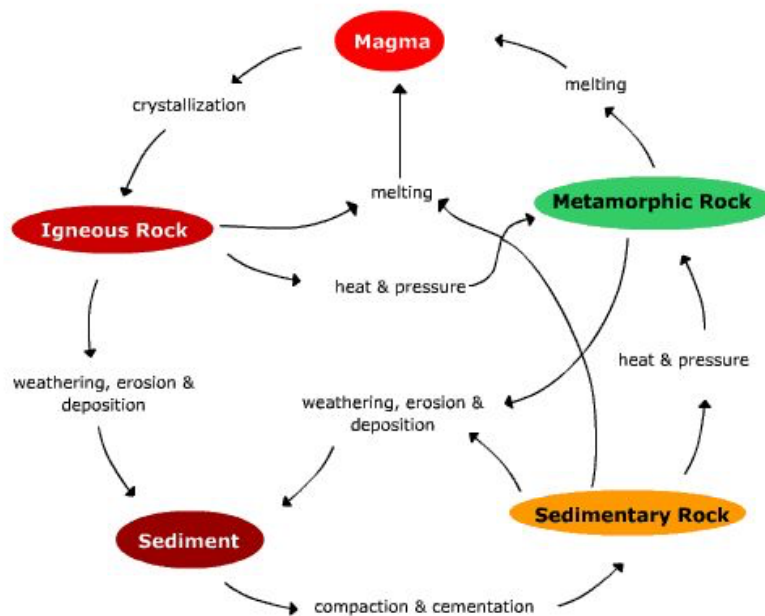 Magma
melting
crystallization
melting
Metamorphic Rock
Igneous Rock
heat & pressure
heat & pressure
weathering, erosion &
deposition
weathering, erosion &
deposition
Sedimentary Rock
Sediment
compaction & cementation